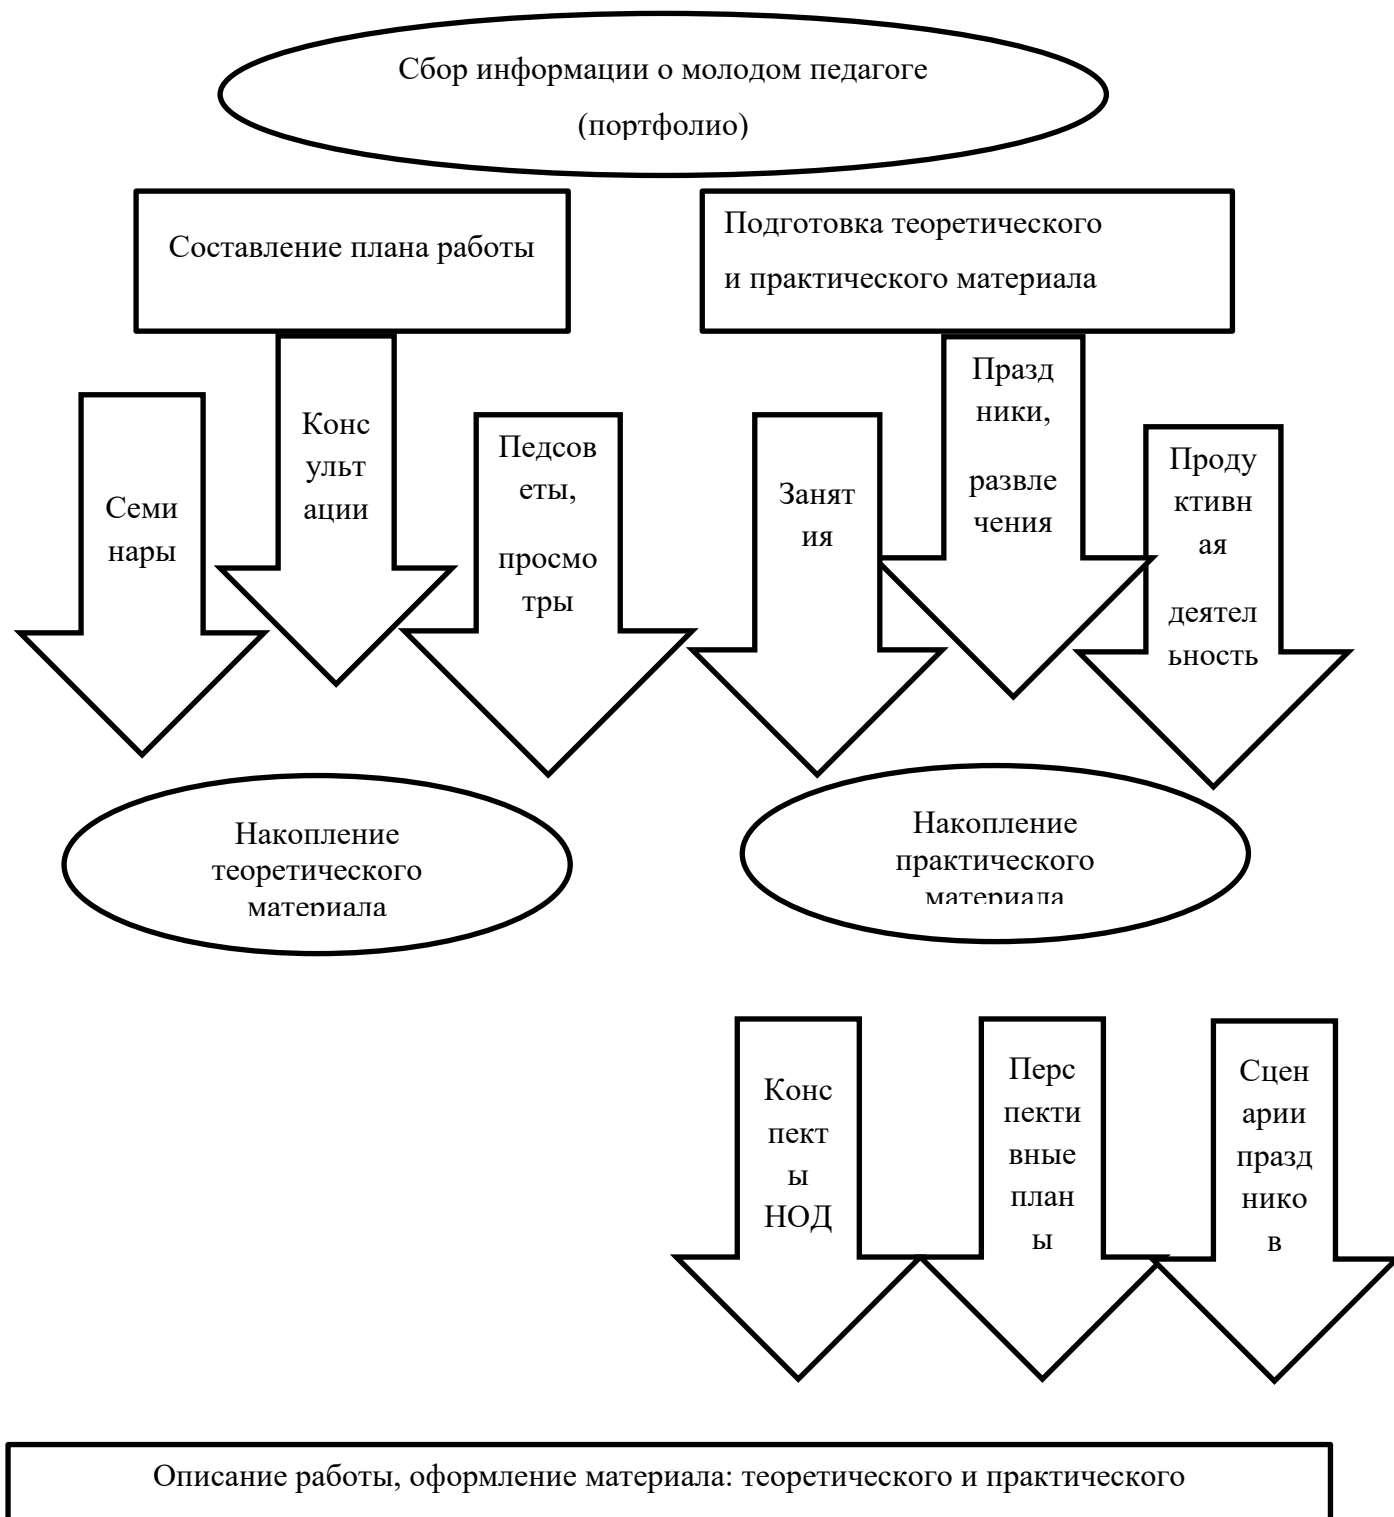 Сбор информации о молодом педагоге
(портфолио)
Составление плана работы
Подготовка теоретического
и практического материала
Семи
нары
Конс
ульт
ации
Педсов
еты,
просмо
тры
Занят
ия
Празд
ники,
развле
чения
Проду
ктивн
ая
деятел
ьность
Накопление
теоретического
материала
Накопление
практического
материала
Конс
пект
ы
НОД
Перс
пекти
вные
план
ы
Сцен
арии
празд
нико
в
Описание работы, оформление материала: теоретического и практического